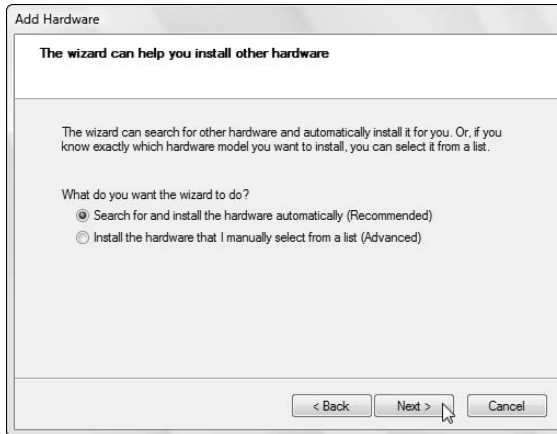 Add Hardware
The wizard can help you install other hardware
The wizard can search for other hardware and automatically install it for you. Or, if you
know exactly which hardware model you want to install, you can select it from a list.
What do you want the wizard to do?
Search for and install the hardware automatically (Recommended)
Install the hardware that I manually select from a list (Advanced)
< Back Next > Cancel